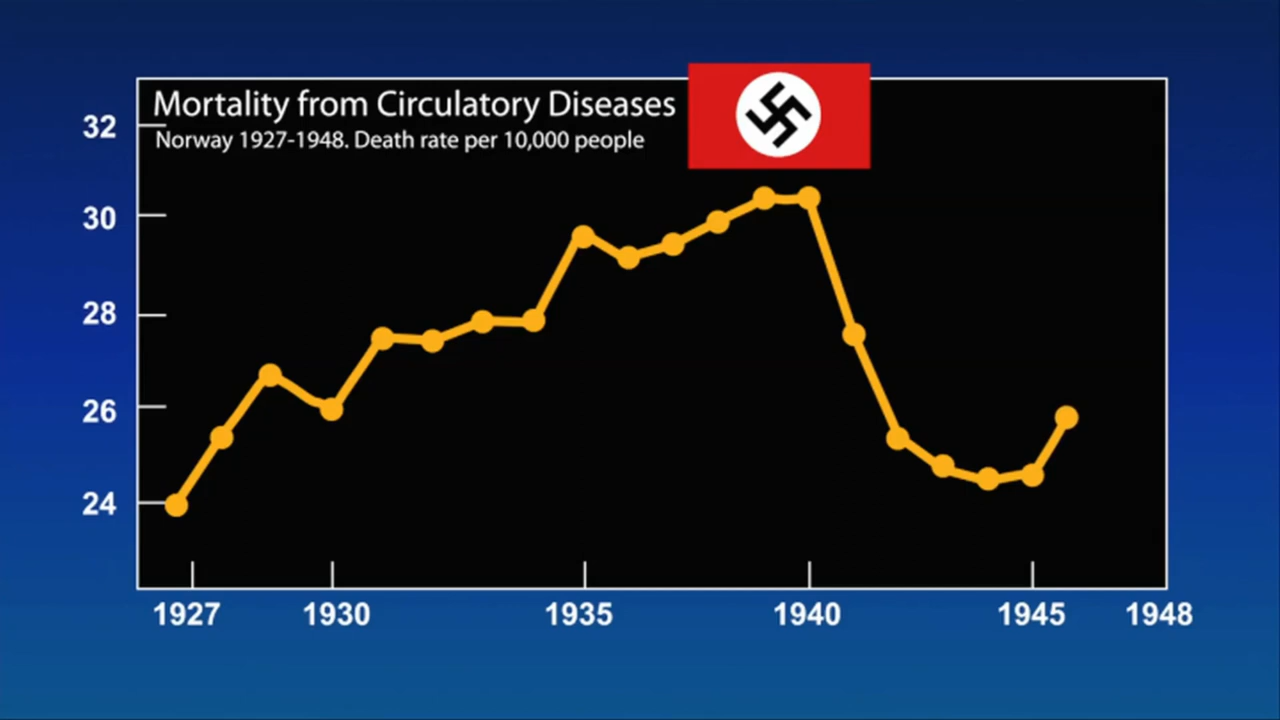 Mortality from Circulatory Diseases
Norway 1927-1948. Death rate per 10,000 people
32
30
28
26
24
1927 1930 1935 1940 1945 1948